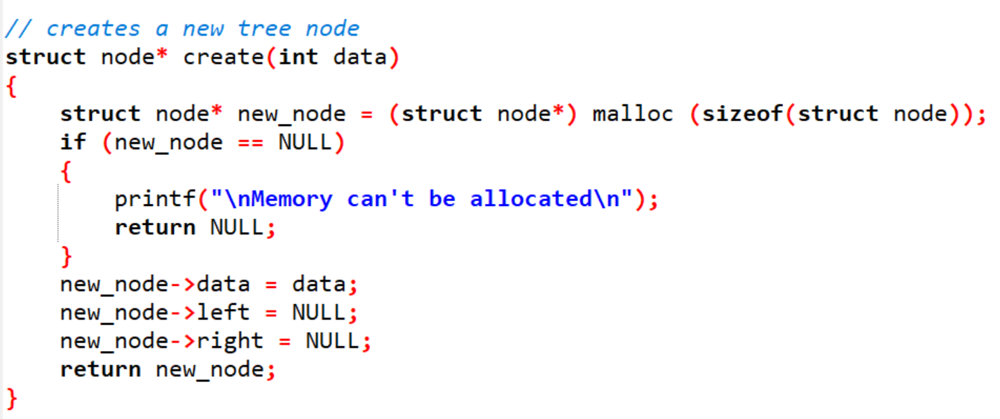 // creates a new tree node
struct node* create(int data)
{
    struct node* new_node = (struct node*) malloc (sizeof(struct node));
    if (new_node == NULL)
    {
        printf("\nMemory can't be allocated\n");
        return NULL;
    }
    new_node->data = data;
    new_node->left = NULL;
    new_node->right = NULL;
    return new_node;
}